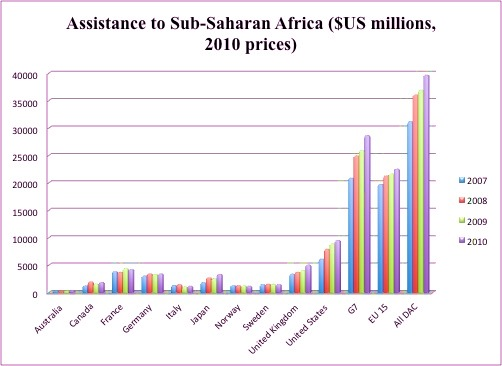 Assistance to Sub-Saharan Africa ($US millions,
2010 prices)
40000
35000
30000
25000
20000
15000
10000
5000
0
Australia
Canada
France
Germany
Italy
Japan
Norway
Sweden
United Kingdom
United States
G7
EU 15
All DAC
2007
2008
2009
2010